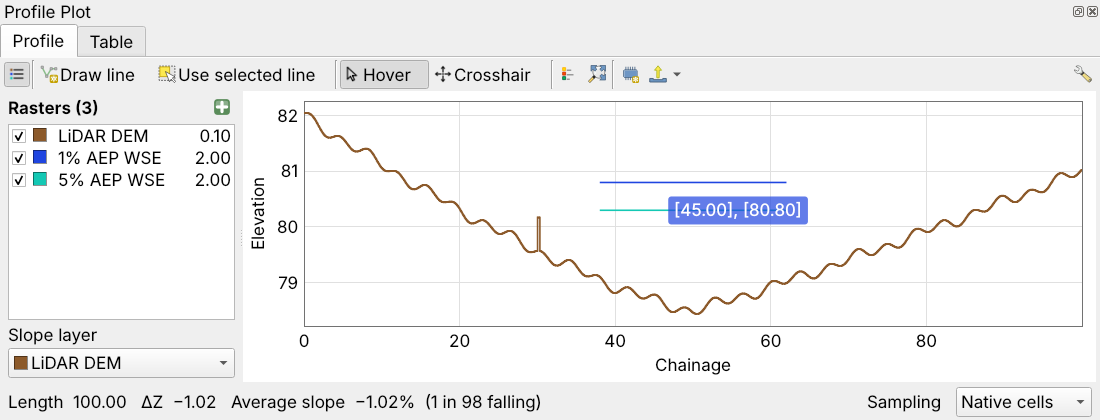 Profile Plot
Profile Table
Draw line Use selected line Hover Crosshair
Rasters (3)
LiDAR DEM 0.10
1% AEP WSE 2.00
5% AEP WSE 2.00
Slope layer
LiDAR DEM
82
81
80
79
Elevation
[45.00], [80.80]
0 20 40 60 80
Chainage
Length 100.00 ΔZ −1.02 Average slope −1.02% (1 in 98 falling) Sampling Native cells